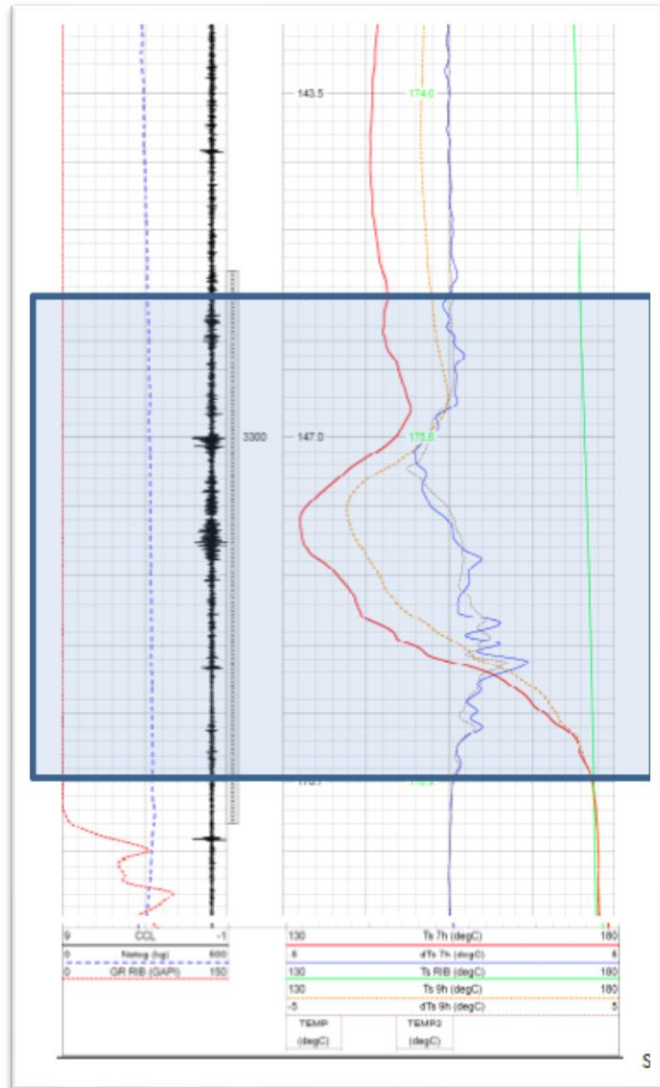 143.5 174.0
3300 147.0 175.6
9 CCL -1
0 600
0 GR RIB (GAPI) 150
130 Ts 7h (degC) 180
-5 dTs 7h (degC) 5
130 Ts RIB (degC) 180
130 Ts 9h (degC) 180
-5 dTs 9h (degC) 5
TEMP TEMP2
(degC) (degC)
S